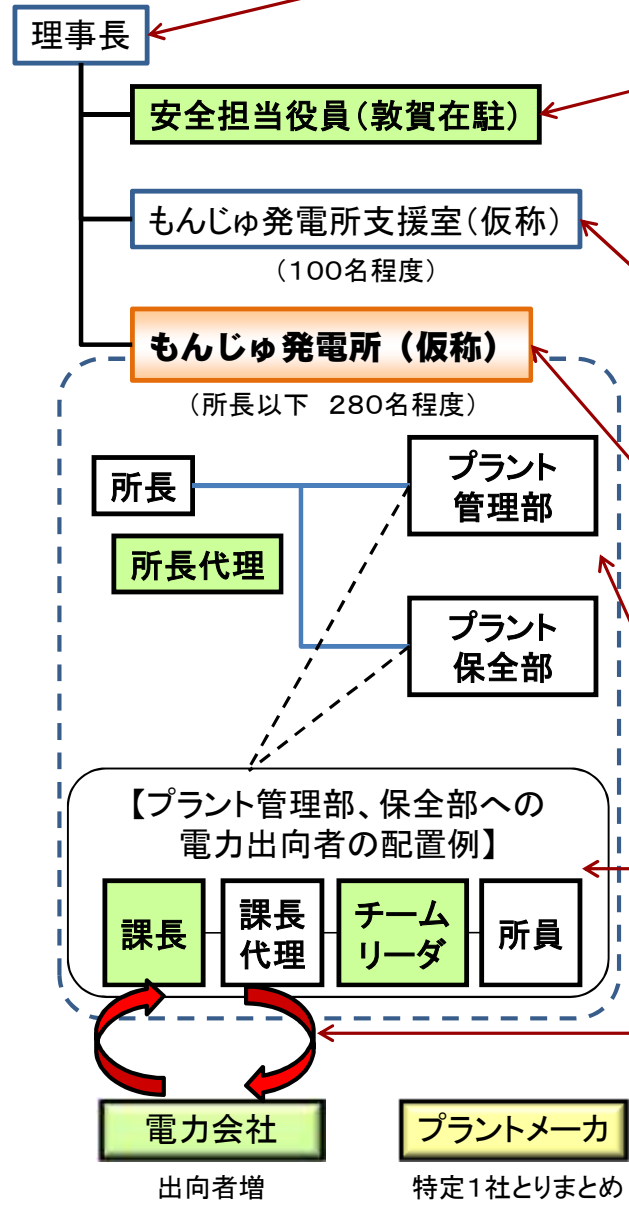 理事長
安全担当役員(敦賀在駐)
もんじゅ発電所支援室(仮称)
(100名程度)
もんじゅ発電所(仮称)
(所長以下 280名程度)
所長
プラント
管理部
所長代理
プラント
保全部
【プラント管理部、保全部への
電力出向者の配置例】
課長
課長
代理
チーム
リーダ
所員
電力会社
プラントメーカ
出向者増
特定1社とりまとめ